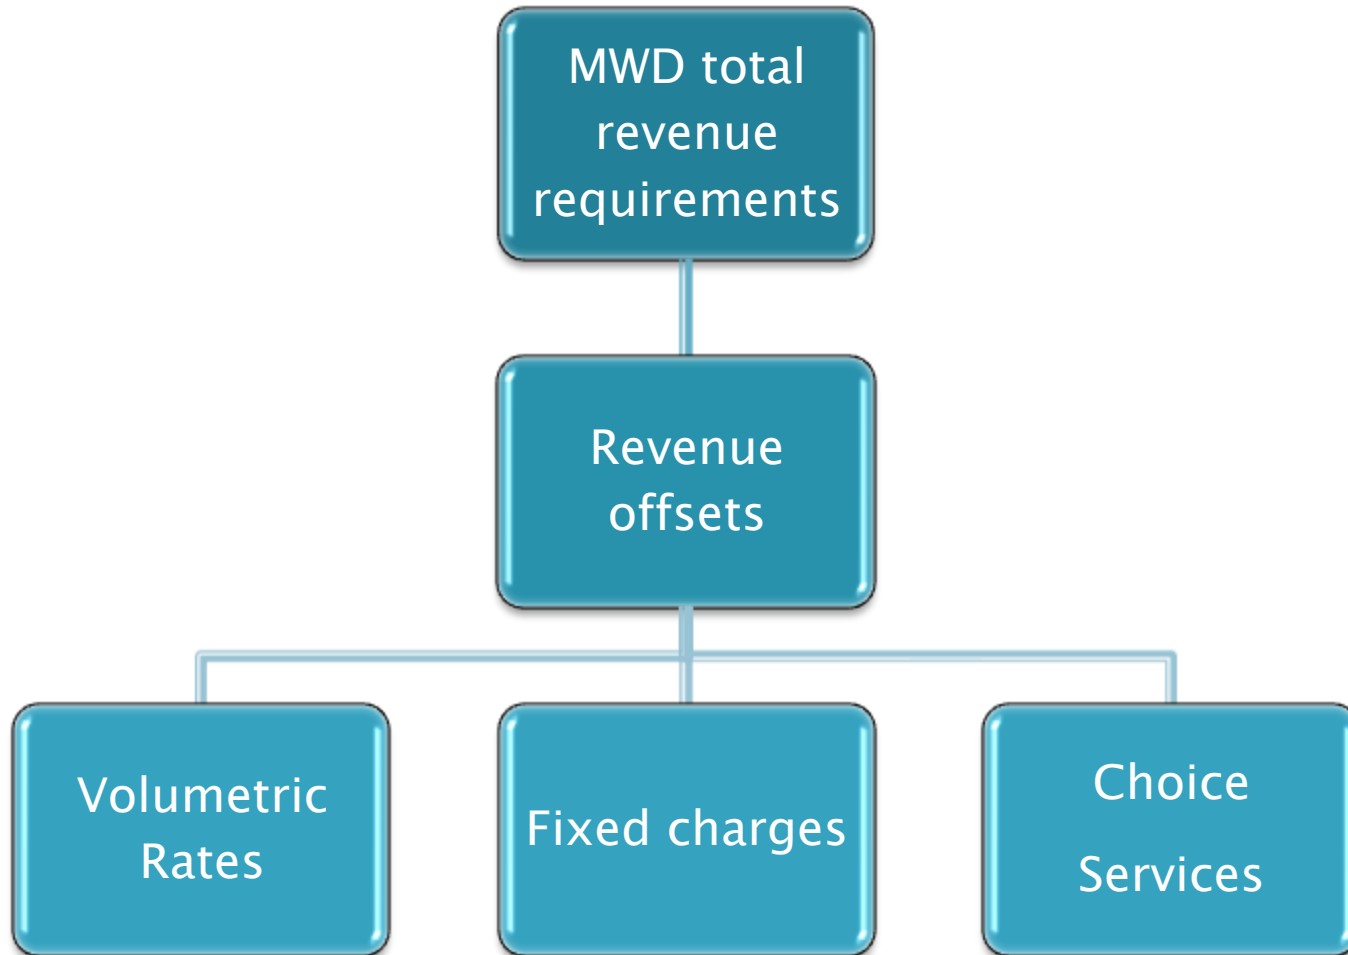 MWD total
revenue
requirements
Revenue
offsets
Volumetric
Rates
Fixed charges
Choice
Services